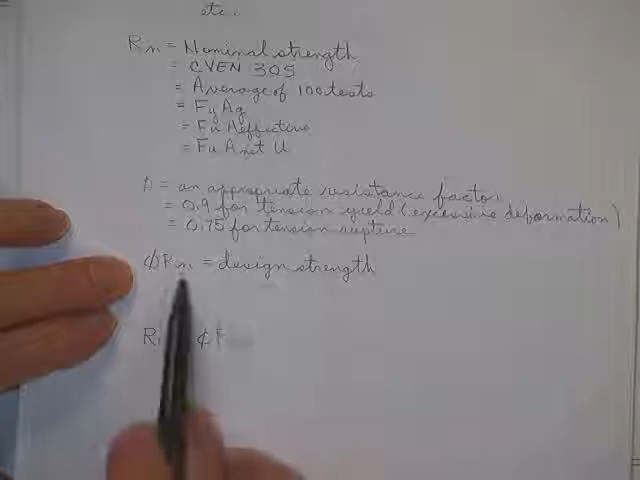 etc.
Rn = Nominal strength
= CVEN 305
= Average of 100 tests
= Fy Ag
= Fu Aeffective
= Fu Anet U
= an appropriate resistance factor
= 0.9 for tension yield (excessive deformation)
= 0.75 for tension rupture
ϕRn = design strength
R ϕ